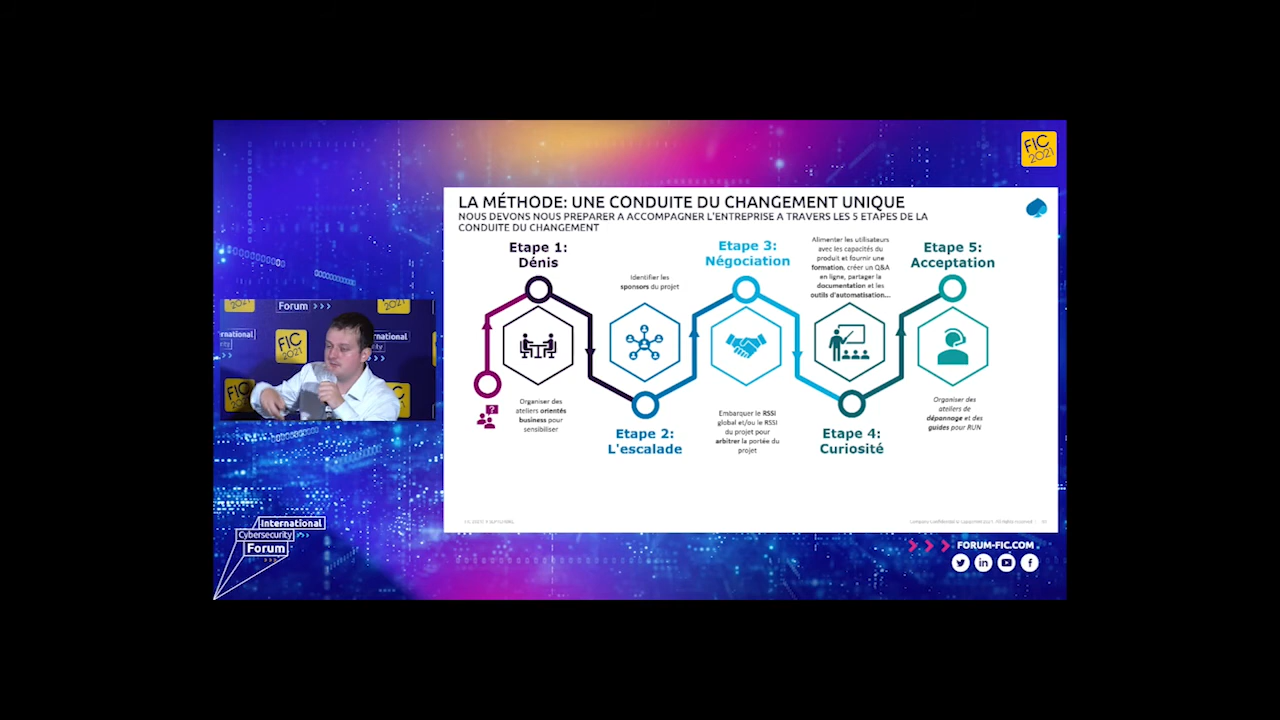 FIC
2021
LA MÉTHODE: UNE CONDUITE DU CHANGEMENT UNIQUE
NOUS DEVONS NOUS PREPARER A ACCOMPAGNER L'ENTREPRISE A TRAVERS LES 5 ETAPES DE LA
CONDUITE DU CHANGEMENT
Etape 1:
Dénis
Organiser des
ateliers orientés
business pour
sensibiliser
Identifier les
sponsors du projet
Etape 2:
L'escalade
Etape 3:
Négociation
Embarquer le RSSI
global et/ou le RSSI
du projet pour
arbitrer la portée du
projet
Alimenter les utilisateurs
avec les capacités du
produit et fournir une
formation, créer un Q&A
en ligne, partager la
documentation et les
outils d'automatisation...
Etape 4:
Curiosité
Etape 5:
Acceptation
Organiser des
ateliers de
dépannage et des
guides pour RUN
2021
Forum >>>
FIC
2021
FIC
FIC
International
Cybersecurity
Forum
>>>
FORUM-FIC.COM